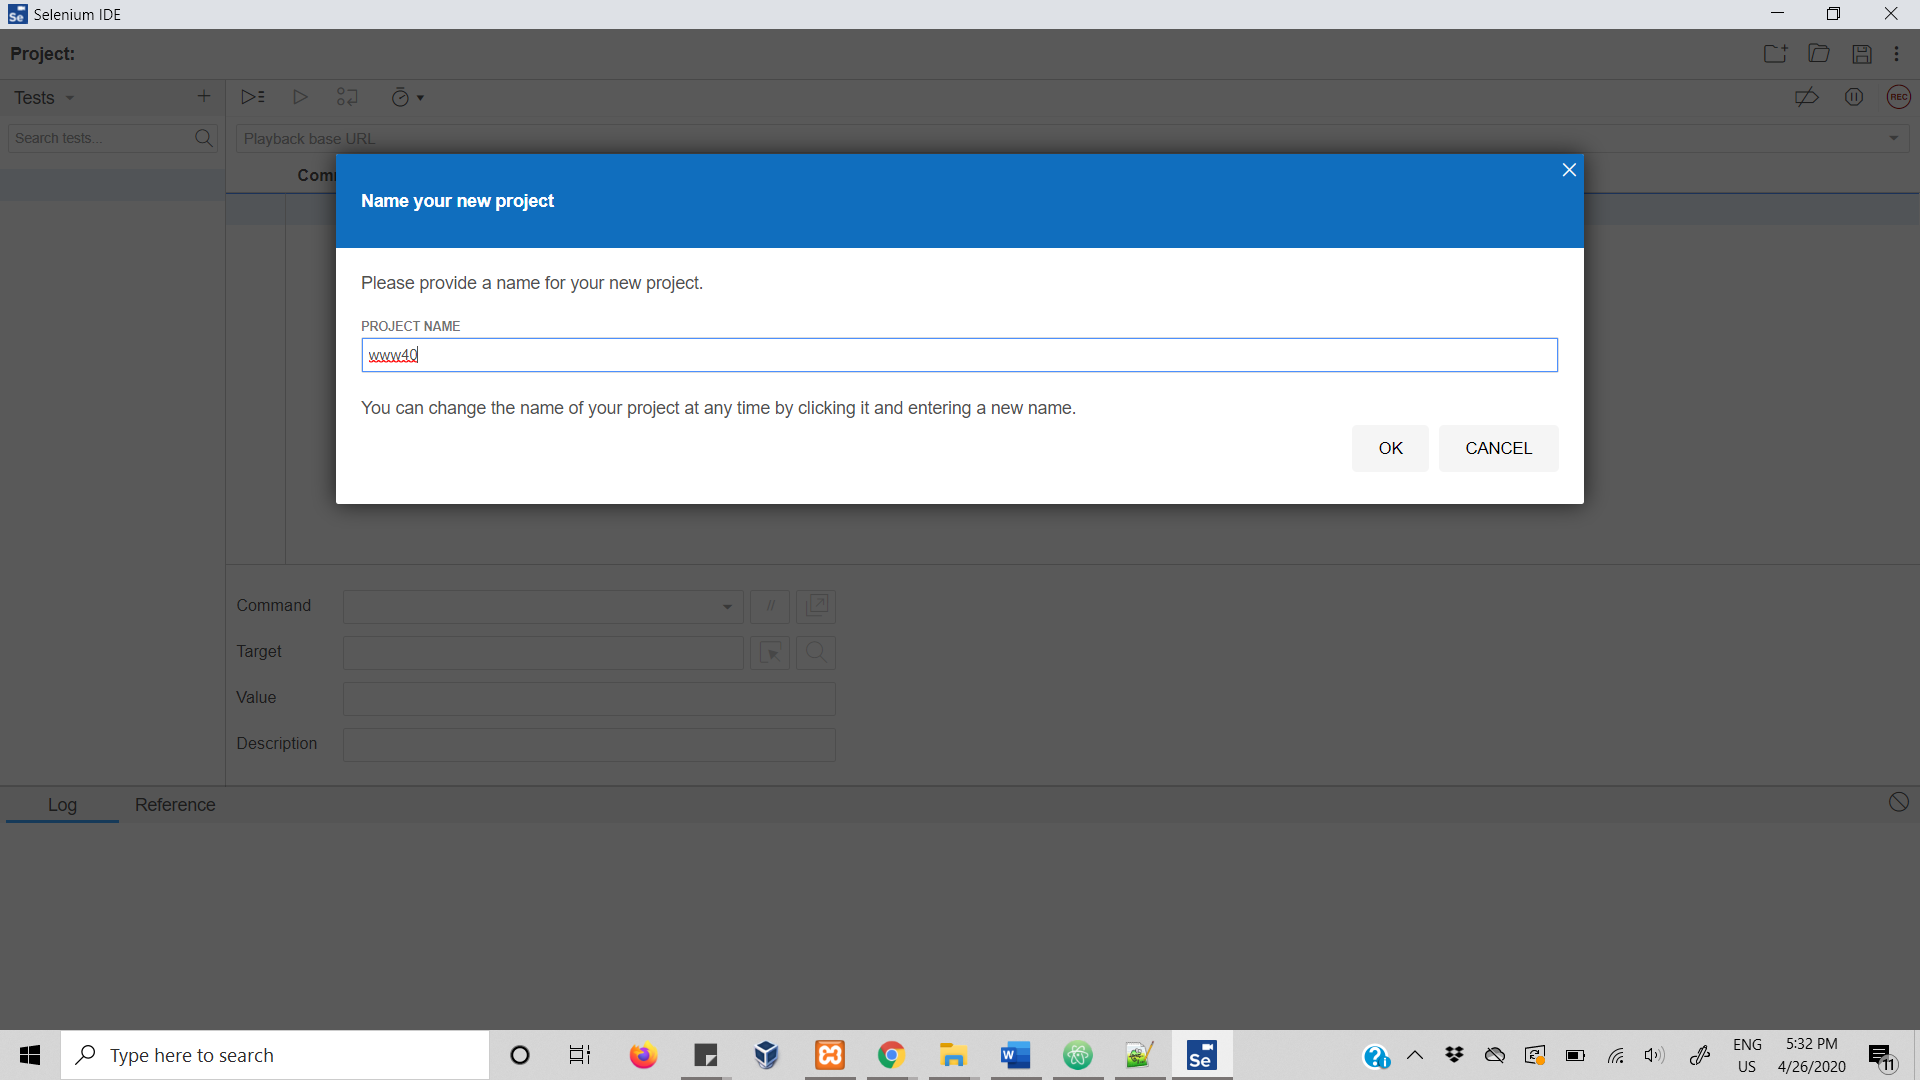 Selenium IDE
Project:
Tests
Search tests...
Playback base URL
REC
Comm
Name your new project
Please provide a name for your new project.
PROJECT NAME
www40
You can change the name of your project at any time by clicking it and entering a new name.
OK
CANCEL
Command
//
Target
Value
Description
Log
Reference
Type here to search
Se
ENG
US
5:32 PM
4/26/2020
11